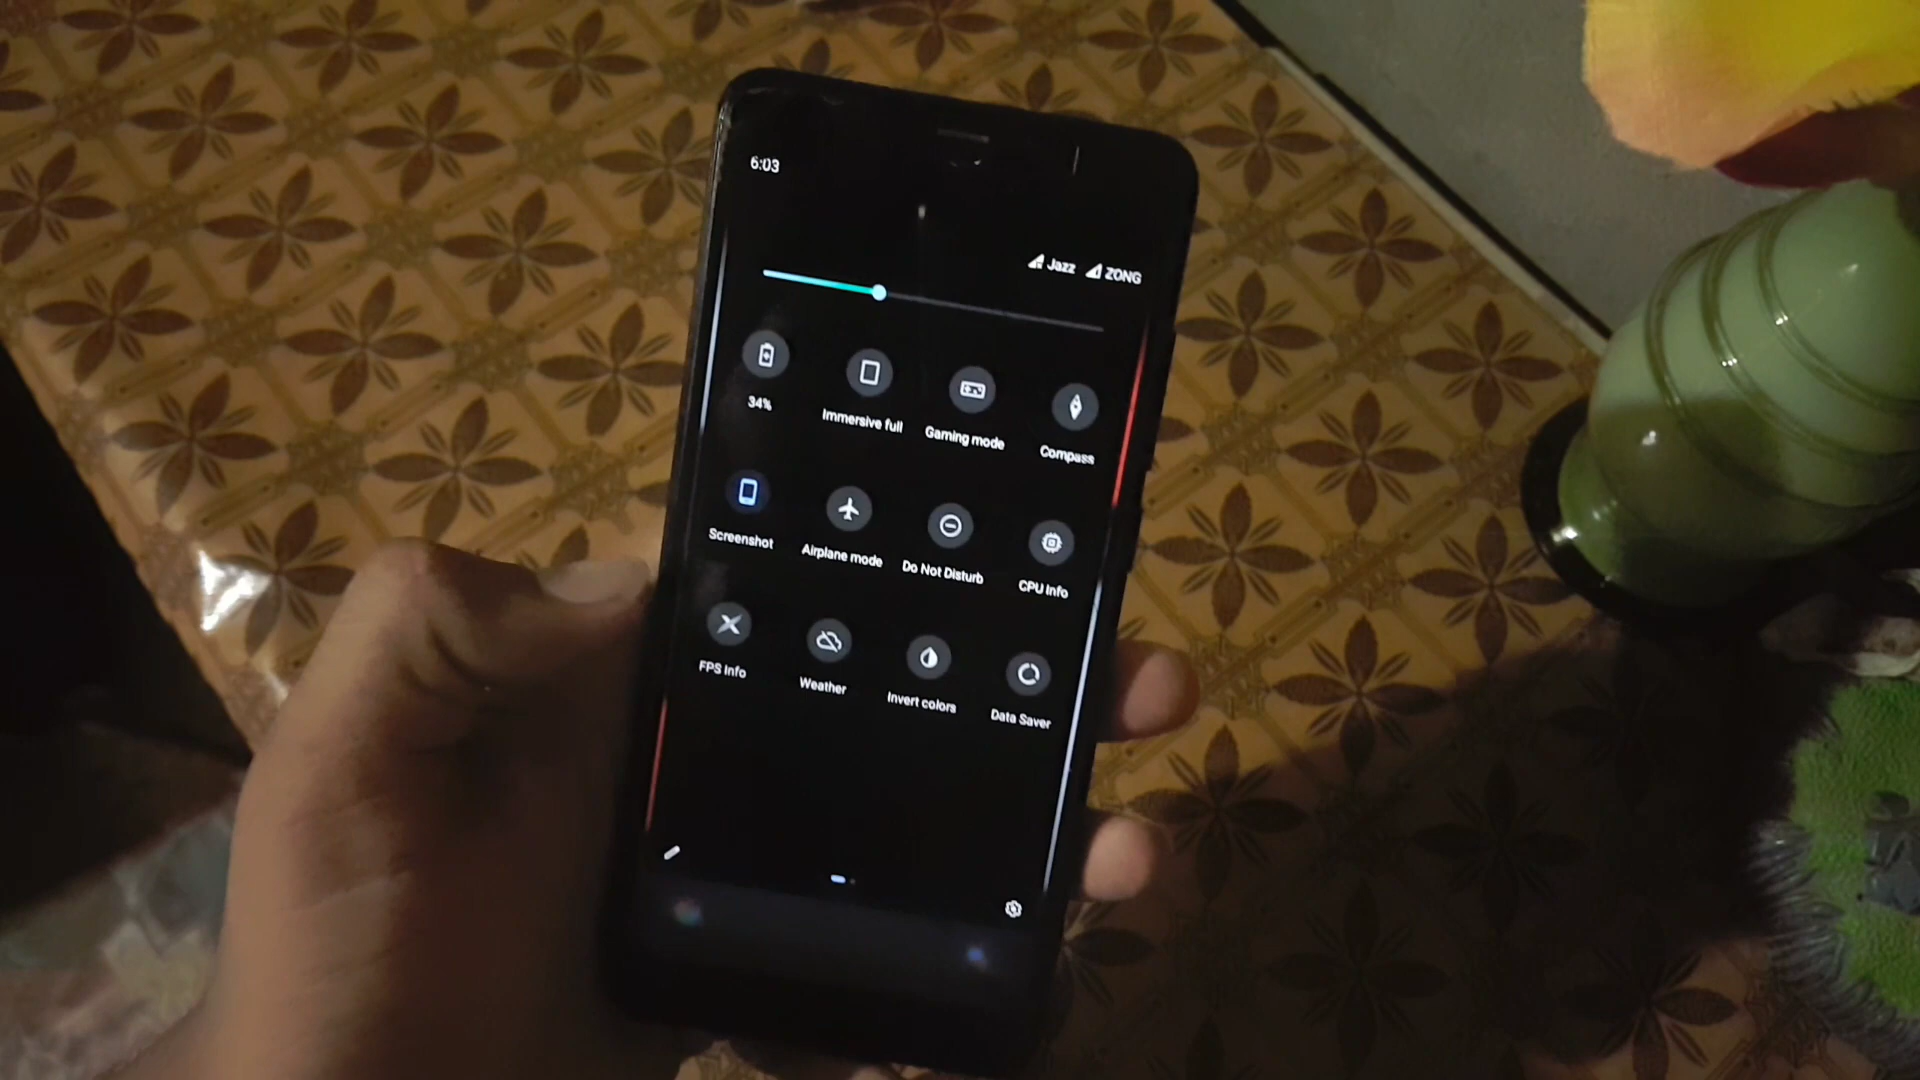 6:03
Jazz ZONG
34% Immersive full Gaming mode Compass
Screenshot Airplane mode Do Not Disturb CPU Info
FPS Info Weather Invert colors Data Saver